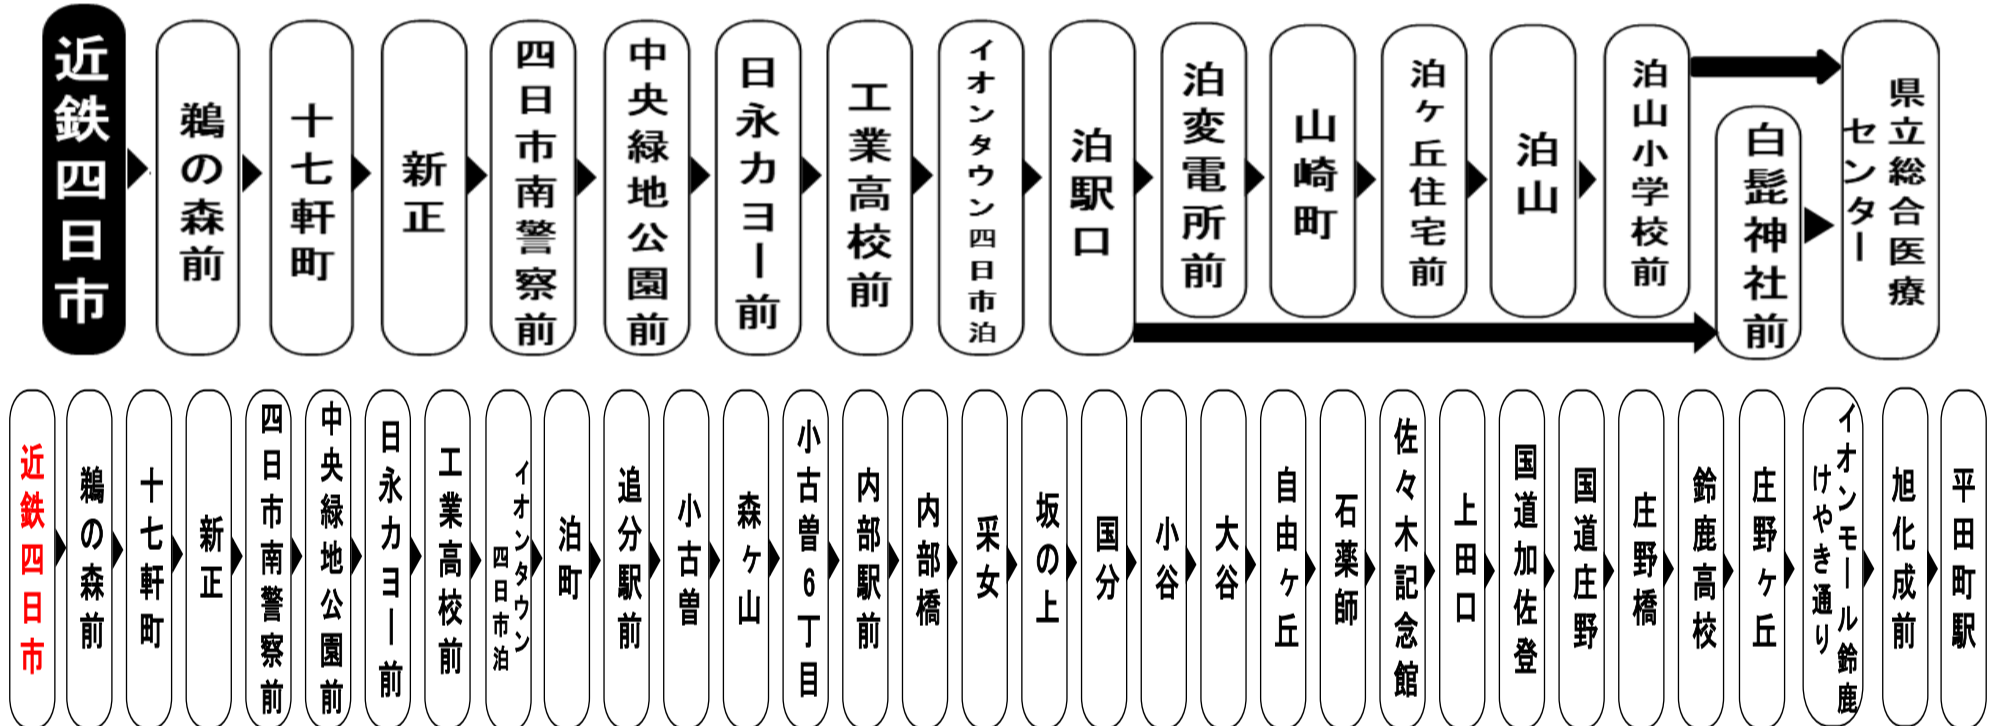 近鉄四日市
鵜の森前
十七軒町
新正
四日市南警察前
中央緑地公園前
日永カヨー前
工業高校前
イオンタウン四日市泊
泊駅口
泊変電所前
山崎町
泊ケ丘住宅前
泊山
泊山小学校前
白髭神社前
県立総合医療
センター
近鉄四日市
鵜の森前
十七軒町
新正
四日市南警察前
中央緑地公園前
日永カヨー前
工業高校前
イオンタウン
四日市泊
泊町
追分駅前
小古曽
森ヶ山
小古曽6丁目
内部駅前
内部橋
采女
坂の上
国分
小谷
大谷
自由ヶ丘
石薬師
佐々木記念館
上田口
国道加佐登
国道庄野
庄野橋
鈴鹿高校
庄野ヶ丘
イオンモール鈴鹿
けやき通り
旭化成前
平田町駅